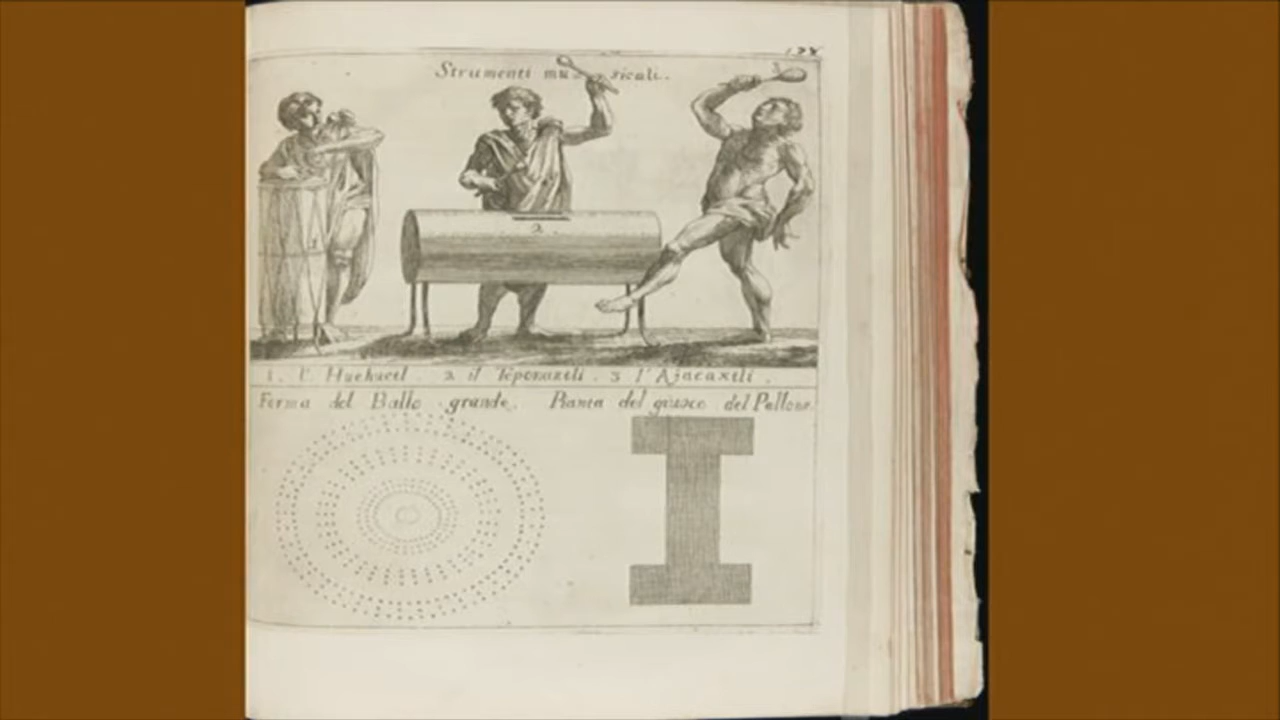 Strumenti musicali.
2.
1. l' Huehuetl 2 il Teponaztli. 3 l' Ajacaxtli.
Forma del Ballo grande. Pianta del giuoco del Pallone